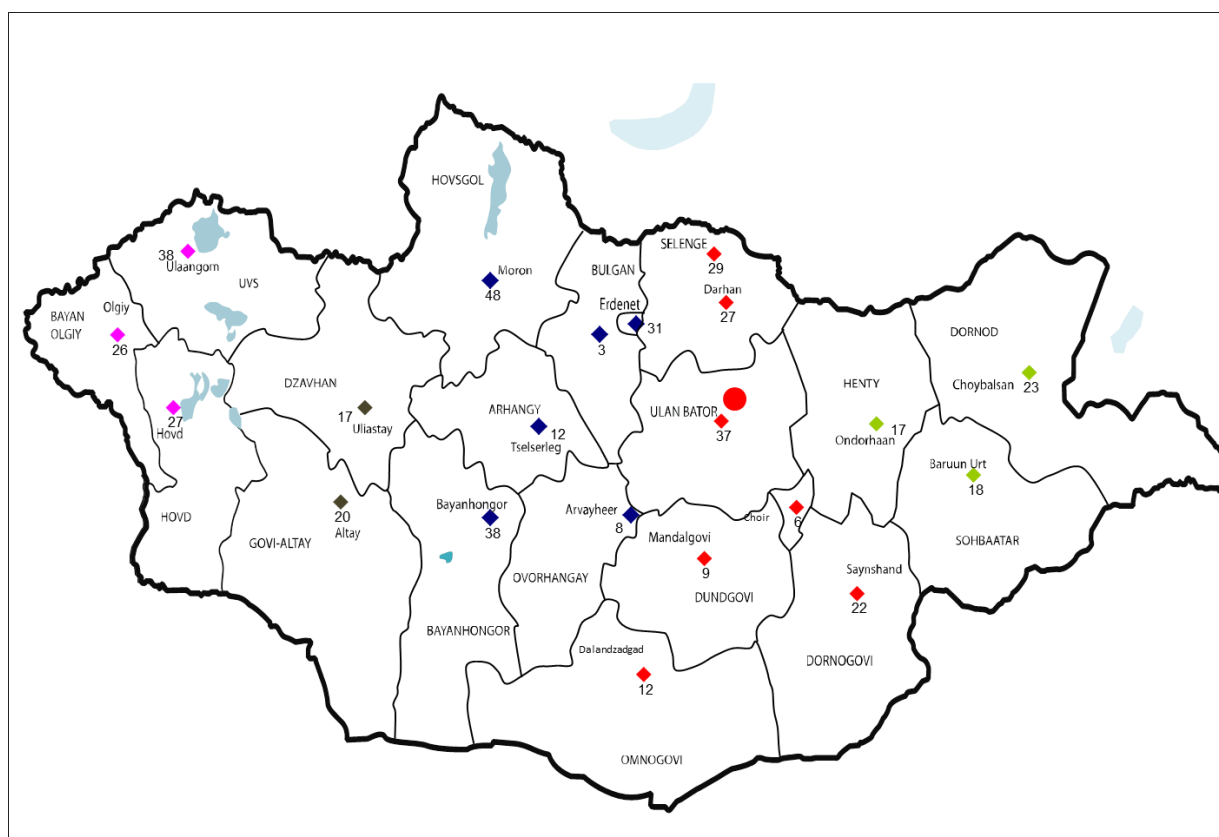 HOVSGOL
SELENGE
29
38
Ulaangom
UVS
Moron
48
BULGAN
Darhan
27
Olgiy
BAYAN
OLGIY
26
Erdenet
31
3
DORNOD
Choybalsan
23
DZAVHAN
17
Uliastay
27
Hovd
ARHANGY
12
Tselserleg
ULAN BATOR
37
HENTY
17
Ondorhaan
Baruun Urt
18
HOVD
20
Altay
GOVI-ALTAY
Bayanhongor
38
Arvayheer
8
Choir
6
Mandalgovi
9
DUNDGOVI
SOHBAATAR
OVORHANGAY
Saynshand
22
BAYANHONGOR
Dalandzadgad
12
DORNOGOVI
OMNOGOVI